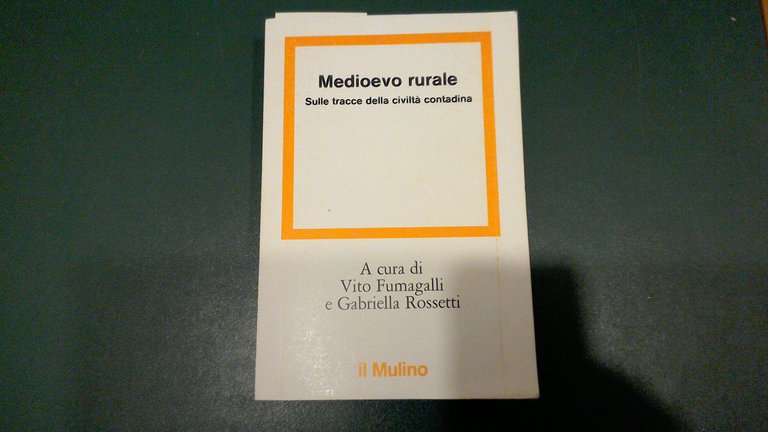 Medioevo rurale
Sulle tracce della civiltà contadina
A cura di
Vito Fumagalli
e Gabriella Rossetti
il Mulino